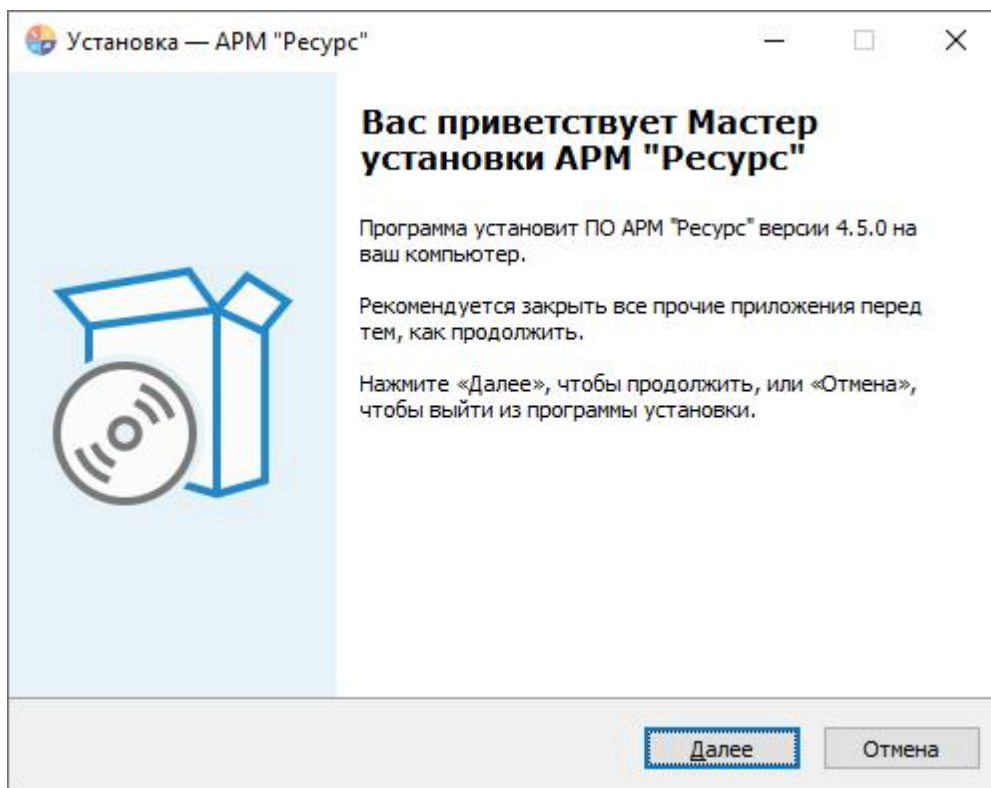 Установка — АРМ "Ресурс"
Вас приветствует Мастер
установки АРМ "Ресурс"
Программа установит ПО АРМ "Ресурс" версии 4.5.0 на
ваш компьютер.
Рекомендуется закрыть все прочие приложения перед
тем, как продолжить.
Нажмите «Далее», чтобы продолжить, или «Отмена»,
чтобы выйти из программы установки.
Далее
Отмена